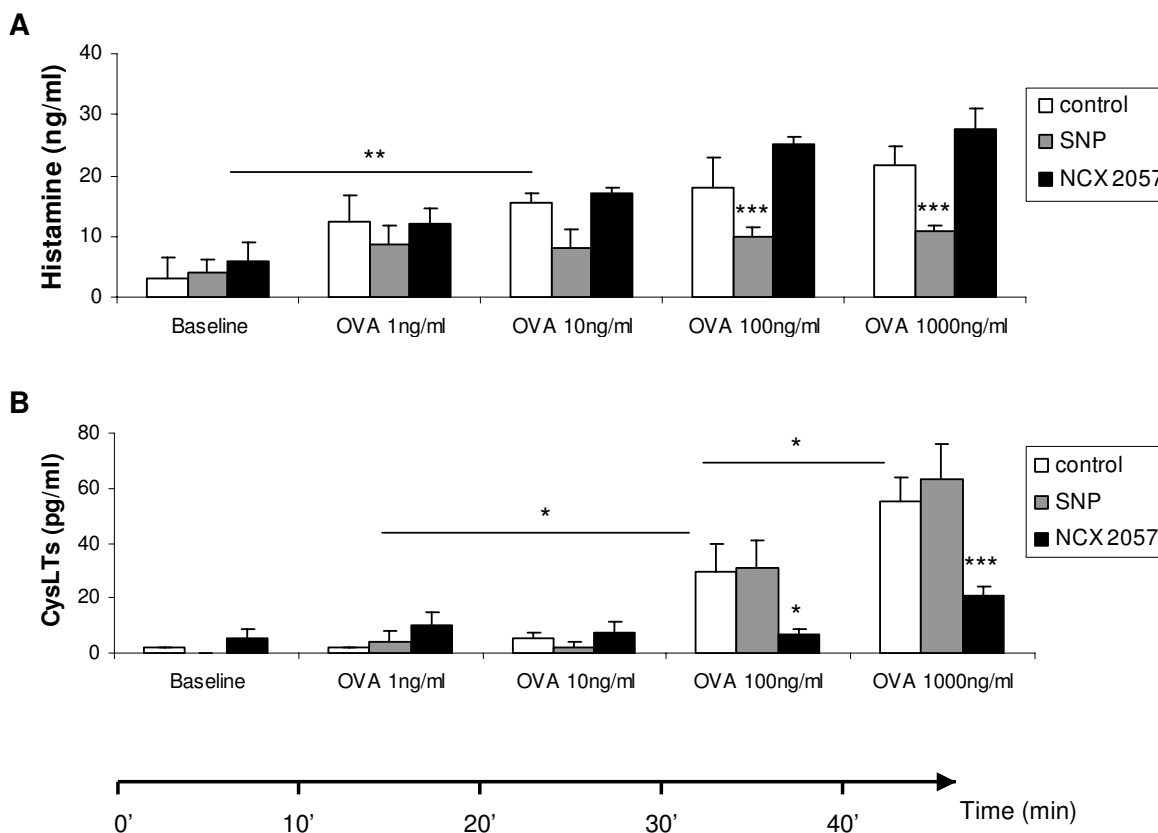 A
Histamine (ng/ml)
40
30
20
10
0
**
***
***
Baseline
OVA 1ng/ml
OVA 10ng/ml
OVA 100ng/ml
OVA 1000ng/ml
control
SNP
NCX 2057
B
CysLTs (pg/ml)
80
60
40
20
0
*
*
*
***
Baseline
OVA 1ng/ml
OVA 10ng/ml
OVA 100ng/ml
OVA 1000ng/ml
control
SNP
NCX 2057
0’
10’
20’
30’
40’
Time (min)